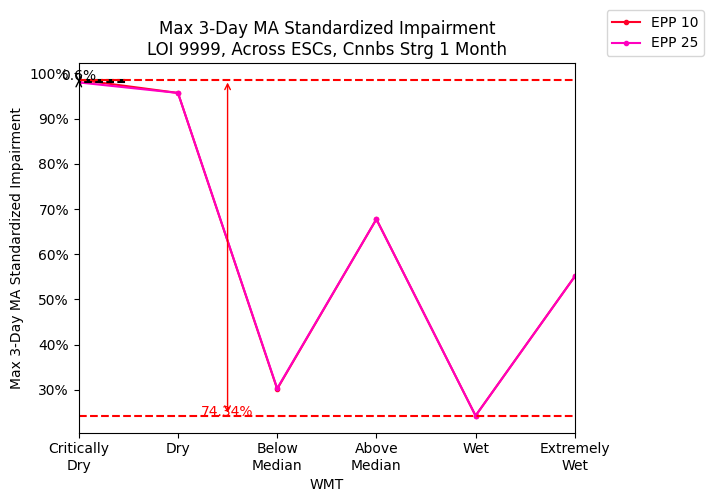 Max 3-Day MA Standardized Impairment
LOI 9999, Across ESCs, Cnnbs Strg 1 Month
EPP 10
EPP 25
Max 3-Day MA Standardized Impairment
100%
90%
80%
70%
60%
50%
40%
30%
0.6%
74.34%
Critically
Dry
Dry
Below
Median
Above
Median
Wet
Extremely
Wet
WMT